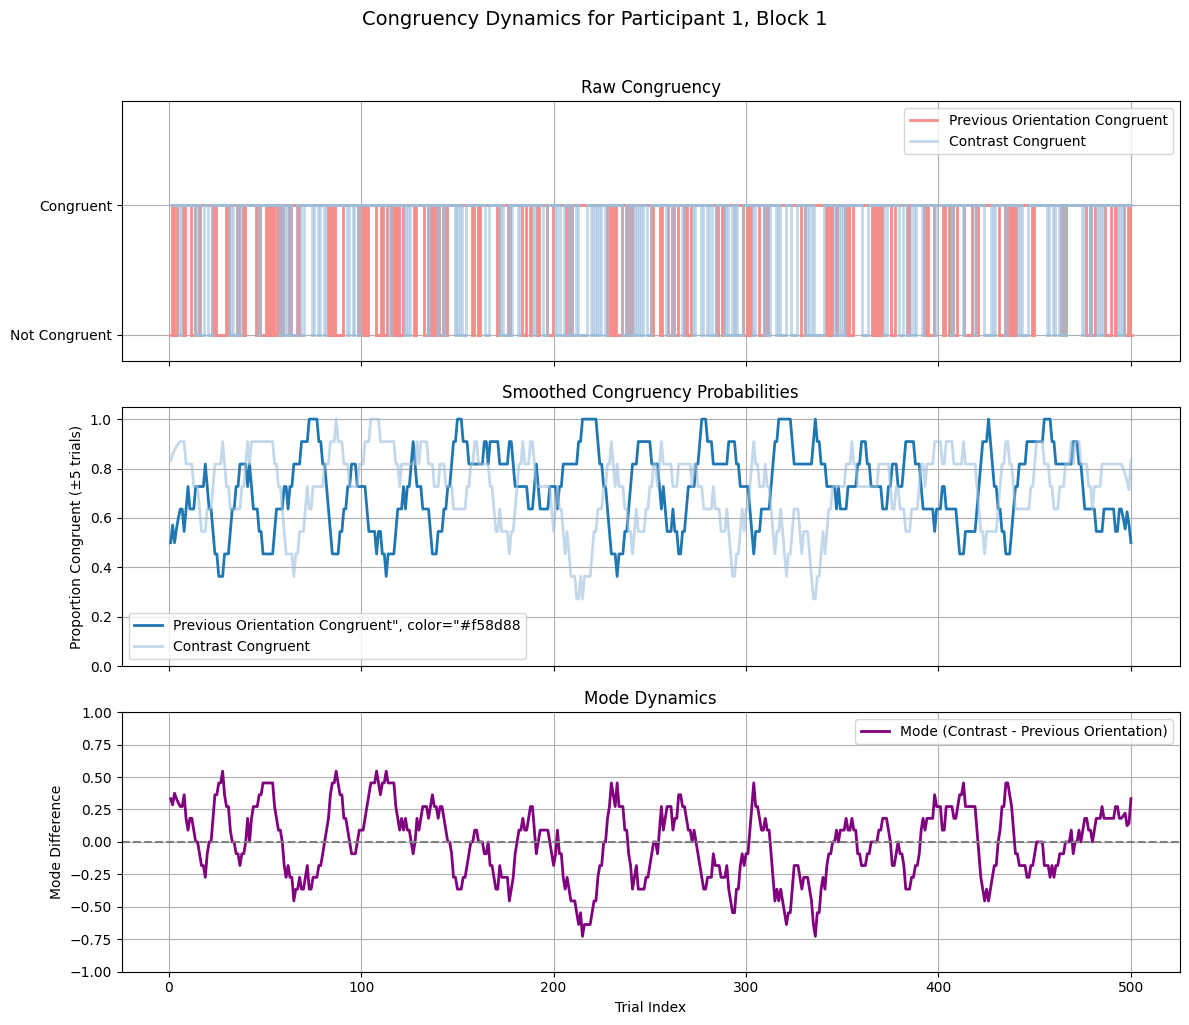 Congruency Dynamics for Participant 1, Block 1
Raw Congruency
Previous Orientation Congruent
Contrast Congruent
Congruent
Not Congruent
Smoothed Congruency Probabilities
Proportion Congruent (±5 trials)
1.0
0.8
0.6
0.4
0.2
0.0
Previous Orientation Congruent", color="#f58d88
Contrast Congruent
Mode Dynamics
Mode Difference
1.00
0.75
0.50
0.25
0.00
−0.25
−0.50
−0.75
−1.00
Mode (Contrast - Previous Orientation)
0 100 200 300 400 500
Trial Index